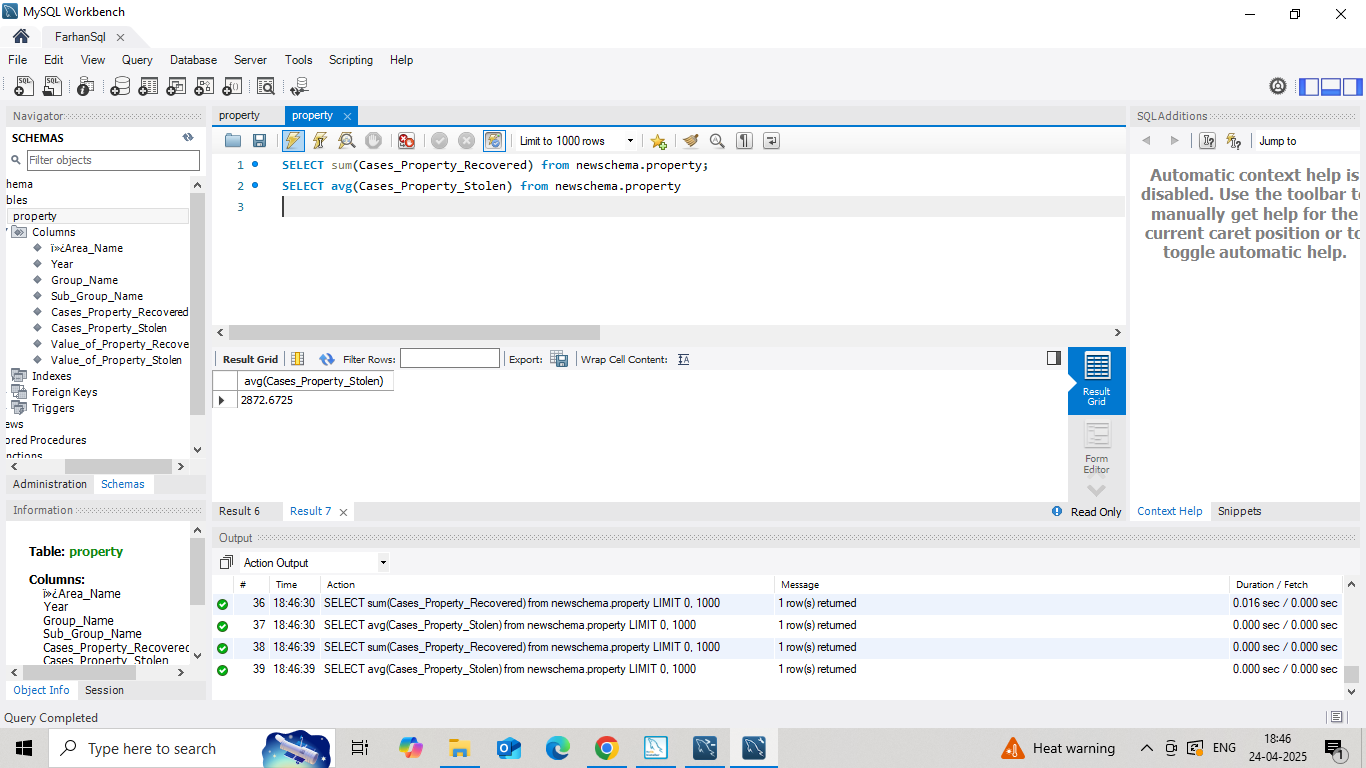 MySQL Workbench
FarhanSql
File Edit View Query Database Server Tools Scripting Help
Navigator
SCHEMAS
Filter objects
hema
bles
property
Columns
ï»¿Area_Name
Year
Group_Name
Sub_Group_Name
Cases_Property_Recovered
Cases_Property_Stolen
Value_of_Property_Recove
Value_of_Property_Stolen
Indexes
Foreign Keys
Triggers
ews
ored Procedures
nctions
Administration Schemas
Information
Table: property
Columns:
ï»¿Area_Name
Year
Group_Name
Sub_Group_Name
Cases_Property_Recovered
Cases_Property_Stolen
Object Info Session
Query Completed
property property
Limit to 1000 rows
1 SELECT sum(Cases_Property_Recovered) from newschema.property;
2 SELECT avg(Cases_Property_Stolen) from newschema.property
3
Result Grid Filter Rows: Export: Wrap Cell Content:
avg(Cases_Property_Stolen)
2872.6725
Result Grid
Form Editor
Result 6 Result 7
Read Only
SQLAdditions
Jump to
Automatic context help is
disabled. Use the toolbar to
manually get help for the
current caret position or to
toggle automatic help.
Context Help Snippets
Output
Action Output
# Time Action Message Duration / Fetch
36 18:46:30 SELECT sum(Cases_Property_Recovered) from newschema.property LIMIT 0, 1000 1 row(s) returned 0.016 sec / 0.000 sec
37 18:46:30 SELECT avg(Cases_Property_Stolen) from newschema.property LIMIT 0, 1000 1 row(s) returned 0.000 sec / 0.000 sec
38 18:46:39 SELECT sum(Cases_Property_Recovered) from newschema.property LIMIT 0, 1000 1 row(s) returned 0.000 sec / 0.000 sec
39 18:46:39 SELECT avg(Cases_Property_Stolen) from newschema.property LIMIT 0, 1000 1 row(s) returned 0.000 sec / 0.000 sec
Type here to search
Heat warning
ENG
18:46
24-04-2025
1